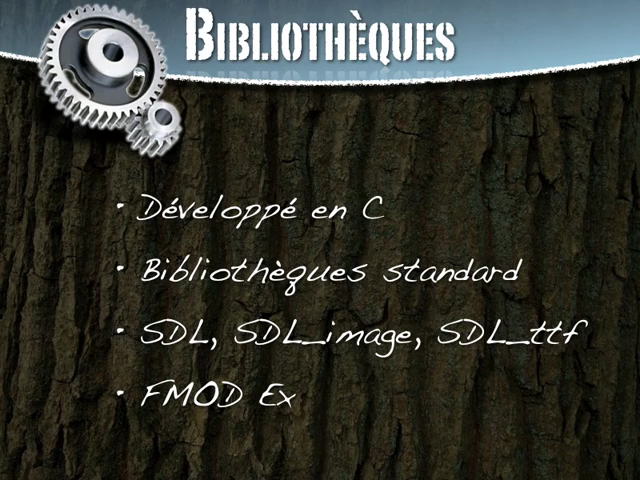 BIBLIOTHÈQUES
• Développé en C
• Bibliothèques standard
• SDL, SDL_image, SDL_ttf
• FMOD Ex